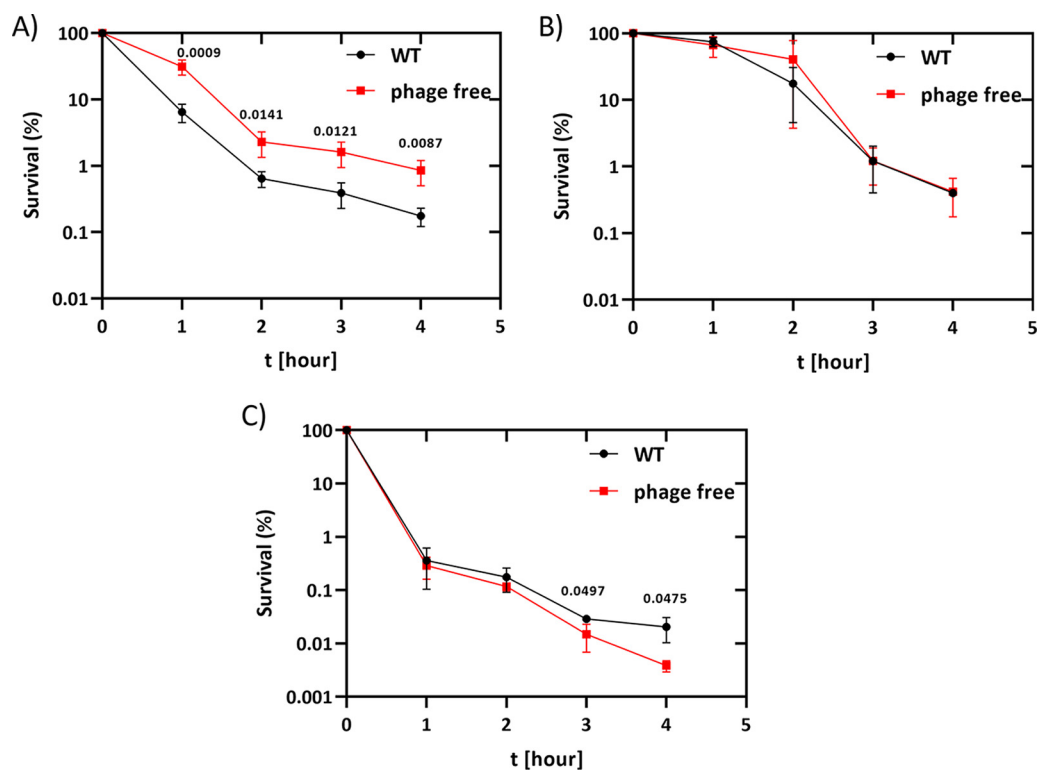 A)
100
10
1
0.1
0.01
Survival (%)
0.0009
0.0141
0.0121
0.0087
WT
phage free
0 1 2 3 4 5
t [hour]
B)
100
10
1
0.1
0.01
Survival (%)
WT
phage free
0 1 2 3 4 5
t [hour]
C)
100
10
1
0.1
0.01
0.001
Survival (%)
WT
phage free
0.0497
0.0475
0 1 2 3 4 5
t [hour]